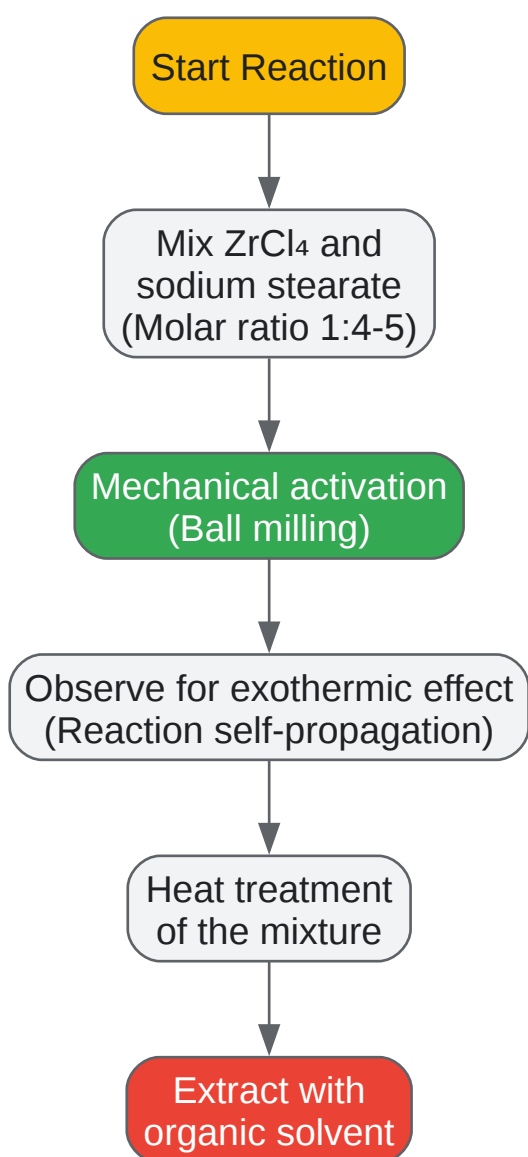 Start Reaction
Mix ZrCl₄ and
sodium stearate
(Molar ratio 1:4-5)
Mechanical activation
(Ball milling)
Observe for exothermic effect
(Reaction self-propagation)
Heat treatment
of the mixture
Extract with
organic solvent